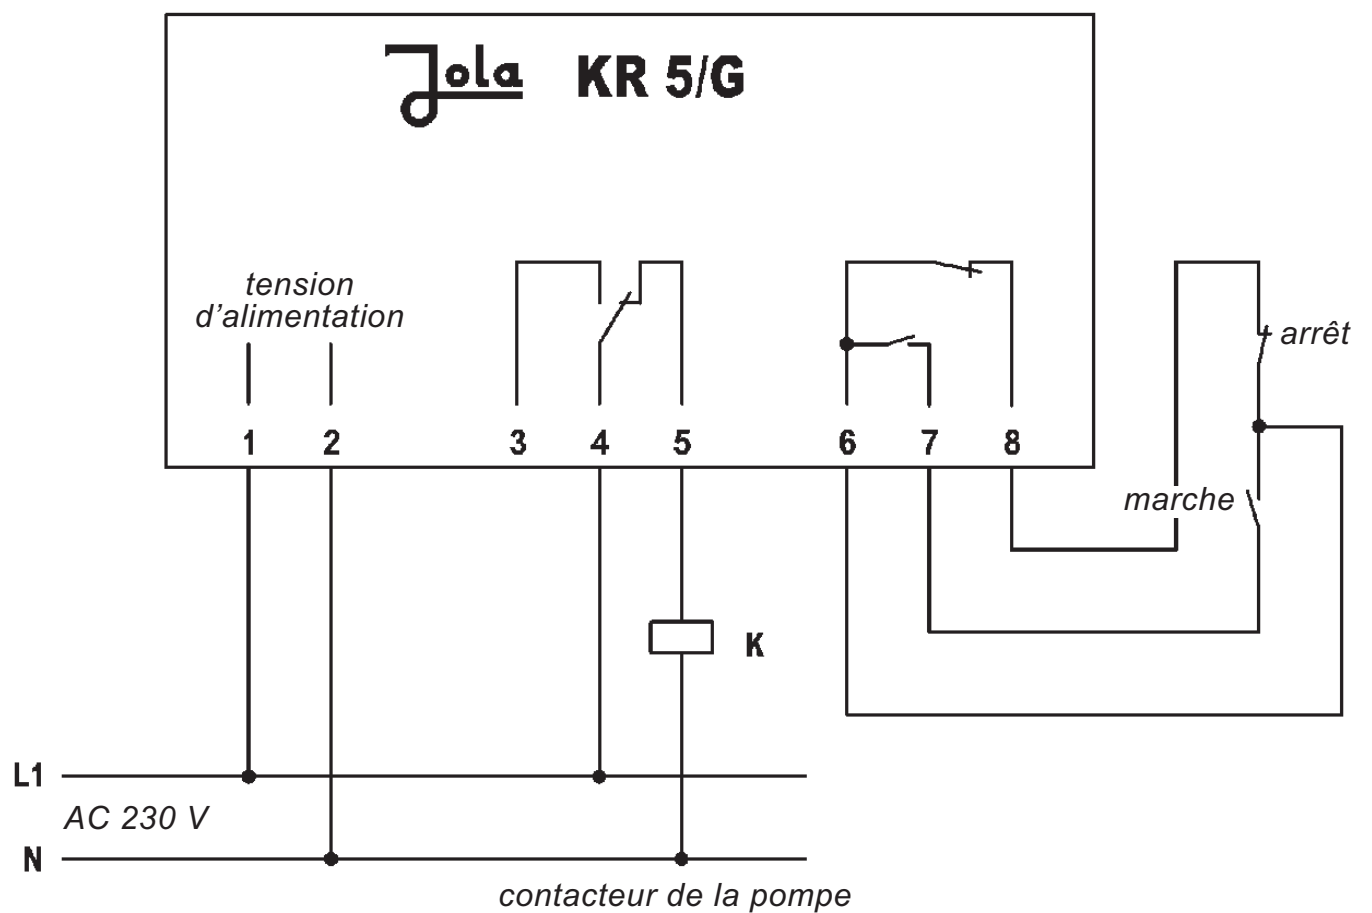 Jola KR 5/G
tension
d’alimentation
arrêt
1 2 3 4 5 6 7 8
marche
K
L1
AC 230 V
N
contacteur de la pompe